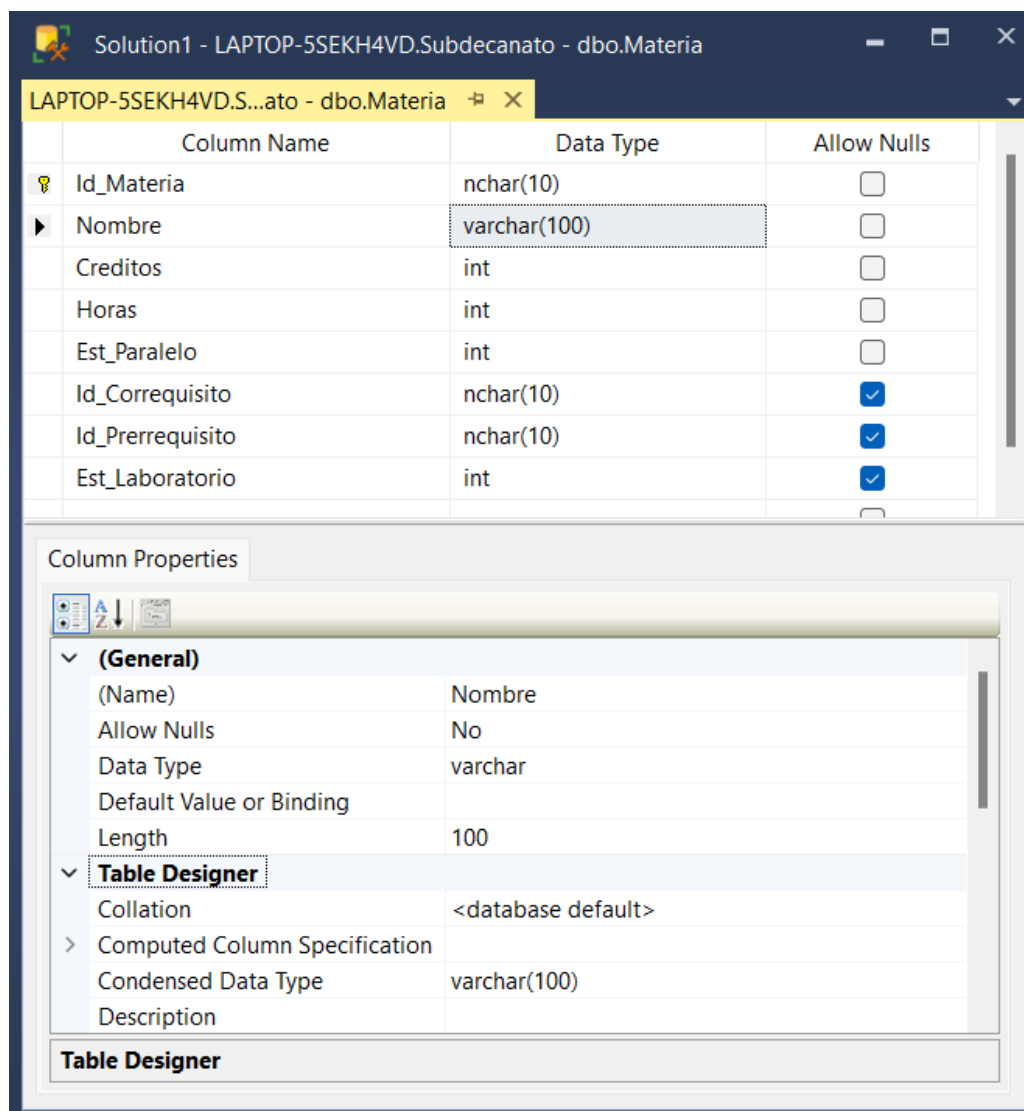 Solution1 - LAPTOP-5SEKH4VD.Subdecanato - dbo.Materia
LAPTOP-5SEKH4VD.S...ato - dbo.Materia
Column Name Data Type Allow Nulls
Id_Materia nchar(10)
Nombre varchar(100)
Creditos int
Horas int
Est_Paralelo int
Id_Correquisito nchar(10)
Id_Prerrequisito nchar(10)
Est_Laboratorio int
Column Properties
(General)
(Name) Nombre
Allow Nulls No
Data Type varchar
Default Value or Binding
Length 100
Table Designer
Collation <database default>
Computed Column Specification
Condensed Data Type varchar(100)
Description
Table Designer